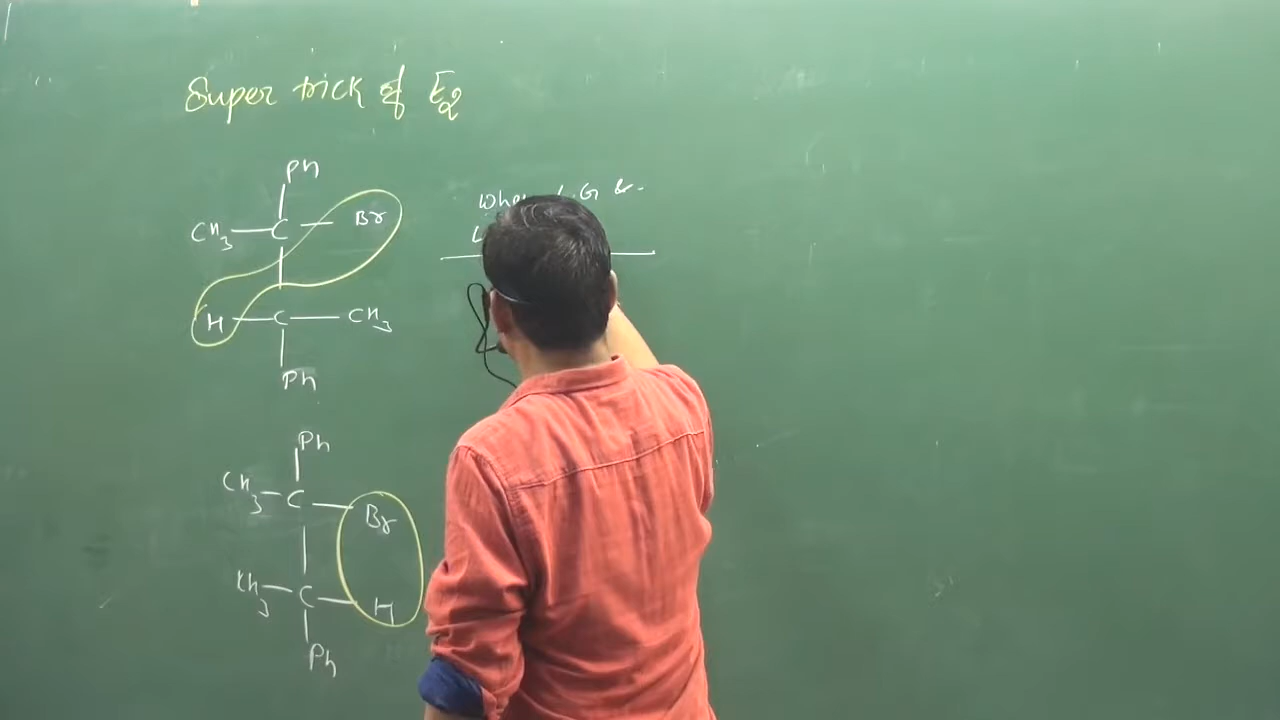 Super trick of E2
Ph
CH3 C Br
H C CH3
Ph
G &
Ph
CH3 C Br
CH3 C H
Ph